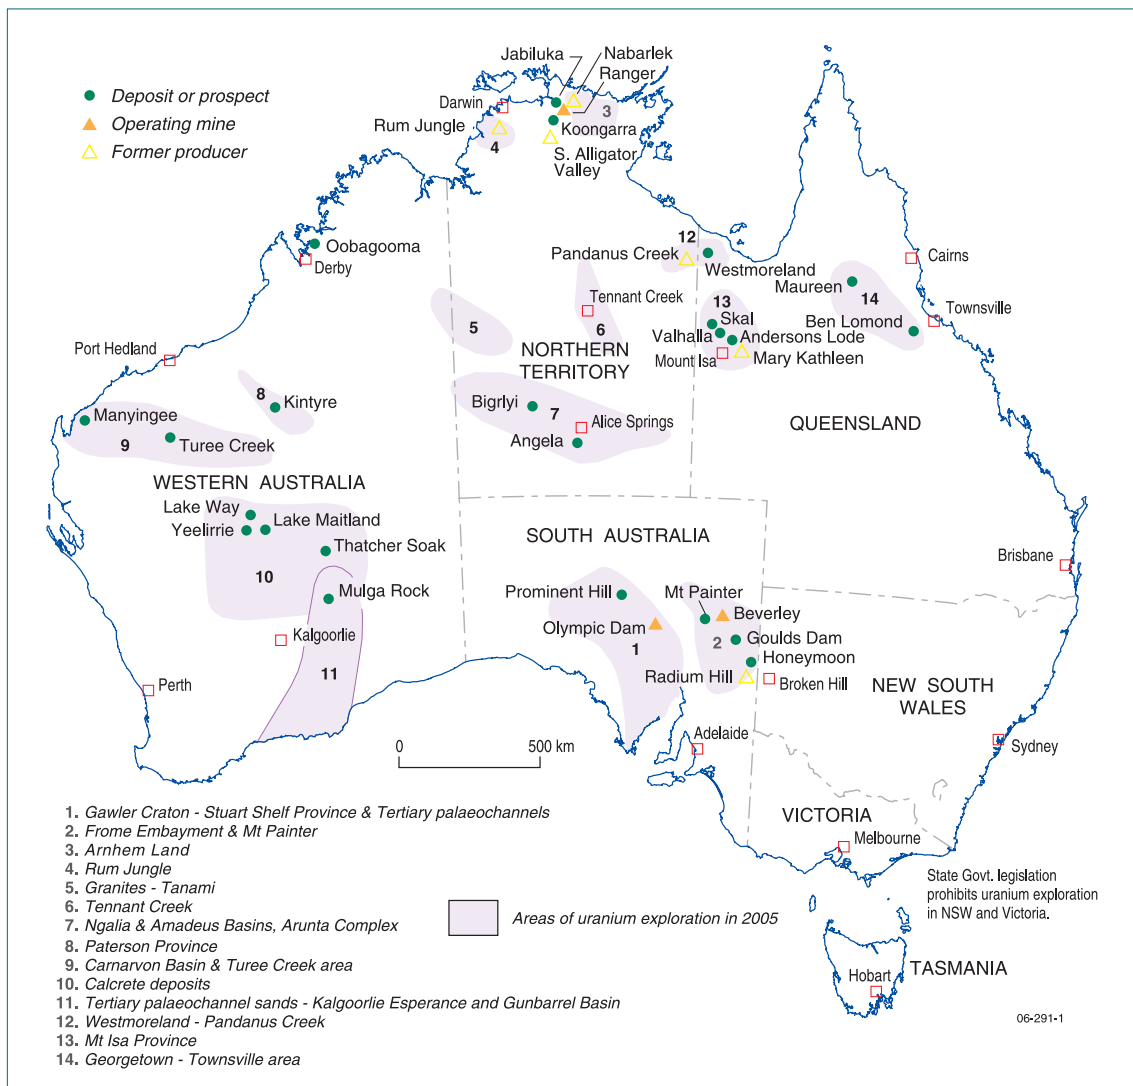 Jabiluka
Nabarlek
Ranger
Deposit or prospect
Operating mine
Former producer
Darwin
Rum Jungle
4
3
Koongarra
S. Alligator
Valley
Oobagooma
Derby
12
Pandanus Creek
Westmoreland
Maureen
14
Cairns
Townsville
Ben Lomond
Tennant Creek
6
5
13
Skal
Valhalla
Andersons Lode
Mount Isa
Mary Kathleen
Port Hedland
NORTHERN
TERRITORY
8
Kintyre
Manyingee
9
Turee Creek
Bigrlyi
7
Alice Springs
Angela
QUEENSLAND
WESTERN AUSTRALIA
Lake Way
Yeelirrie
Lake Maitland
Thatcher Soak
10
Mulga Rock
SOUTH AUSTRALIA
Brisbane
Prominent Hill
Mt Painter
Beverley
Olympic Dam
1
2
Goulds Dam
Honeymoon
Radium Hill
Broken Hill
Kalgoorlie
11
Perth
NEW SOUTH
WALES
0
500 km
Adelaide
Sydney
VICTORIA
Melbourne
1. Gawler Craton - Stuart Shelf Province & Tertiary palaeochannels
2. Frome Embayment & Mt Painter
3. Arnhem Land
4. Rum Jungle
5. Granites - Tanami
6. Tennant Creek
7. Ngalia & Amadeus Basins, Arunta Complex
8. Paterson Province
9. Carnarvon Basin & Turee Creek area
10. Calcrete deposits
11. Tertiary palaeochannel sands - Kalgoorlie Esperance and Gunbarrel Basin
12. Westmoreland - Pandanus Creek
13. Mt Isa Province
14. Georgetown - Townsville area
Areas of uranium exploration in 2005
State Govt. legislation
prohibits uranium exploration
in NSW and Victoria.
TASMANIA
Hobart
06-291-1